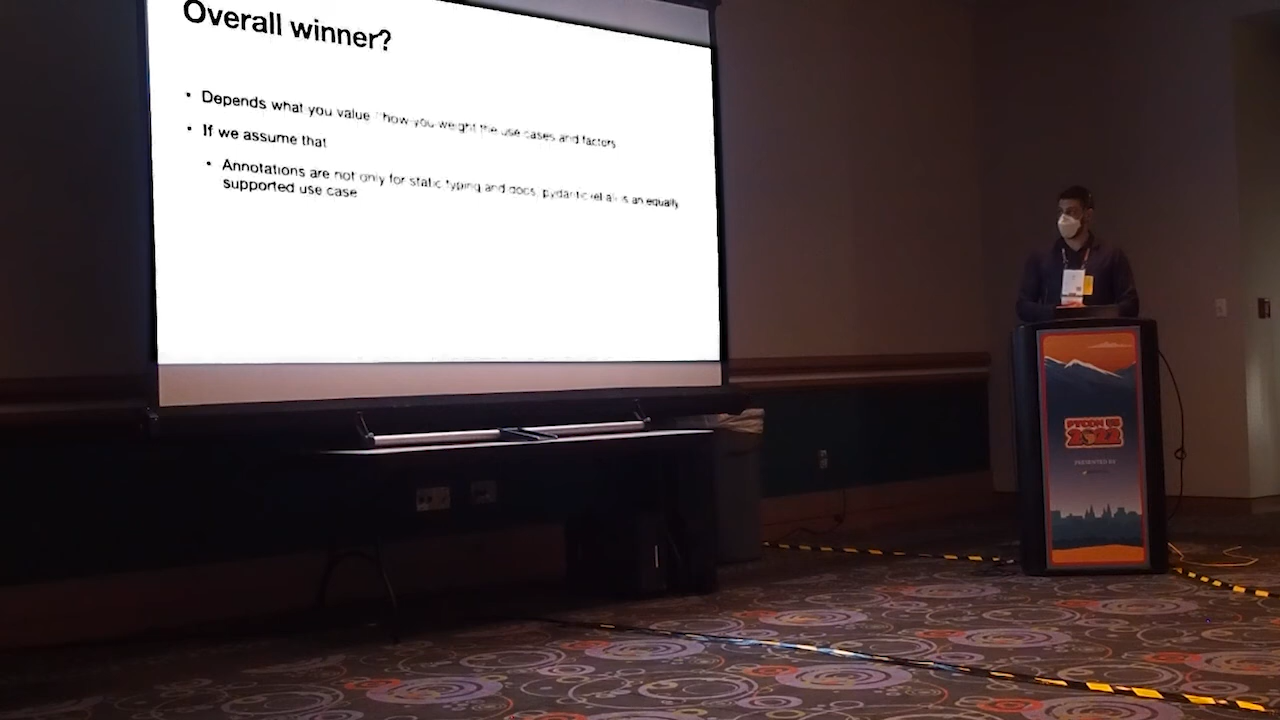 Overall winner?
• Depends what you value how you weight the use cases and factors
• If we assume that
• Annotations are not only for static typing and docs, pydantic et al is an equally
supported use case
PYCON US
2022
PRESENTED BY